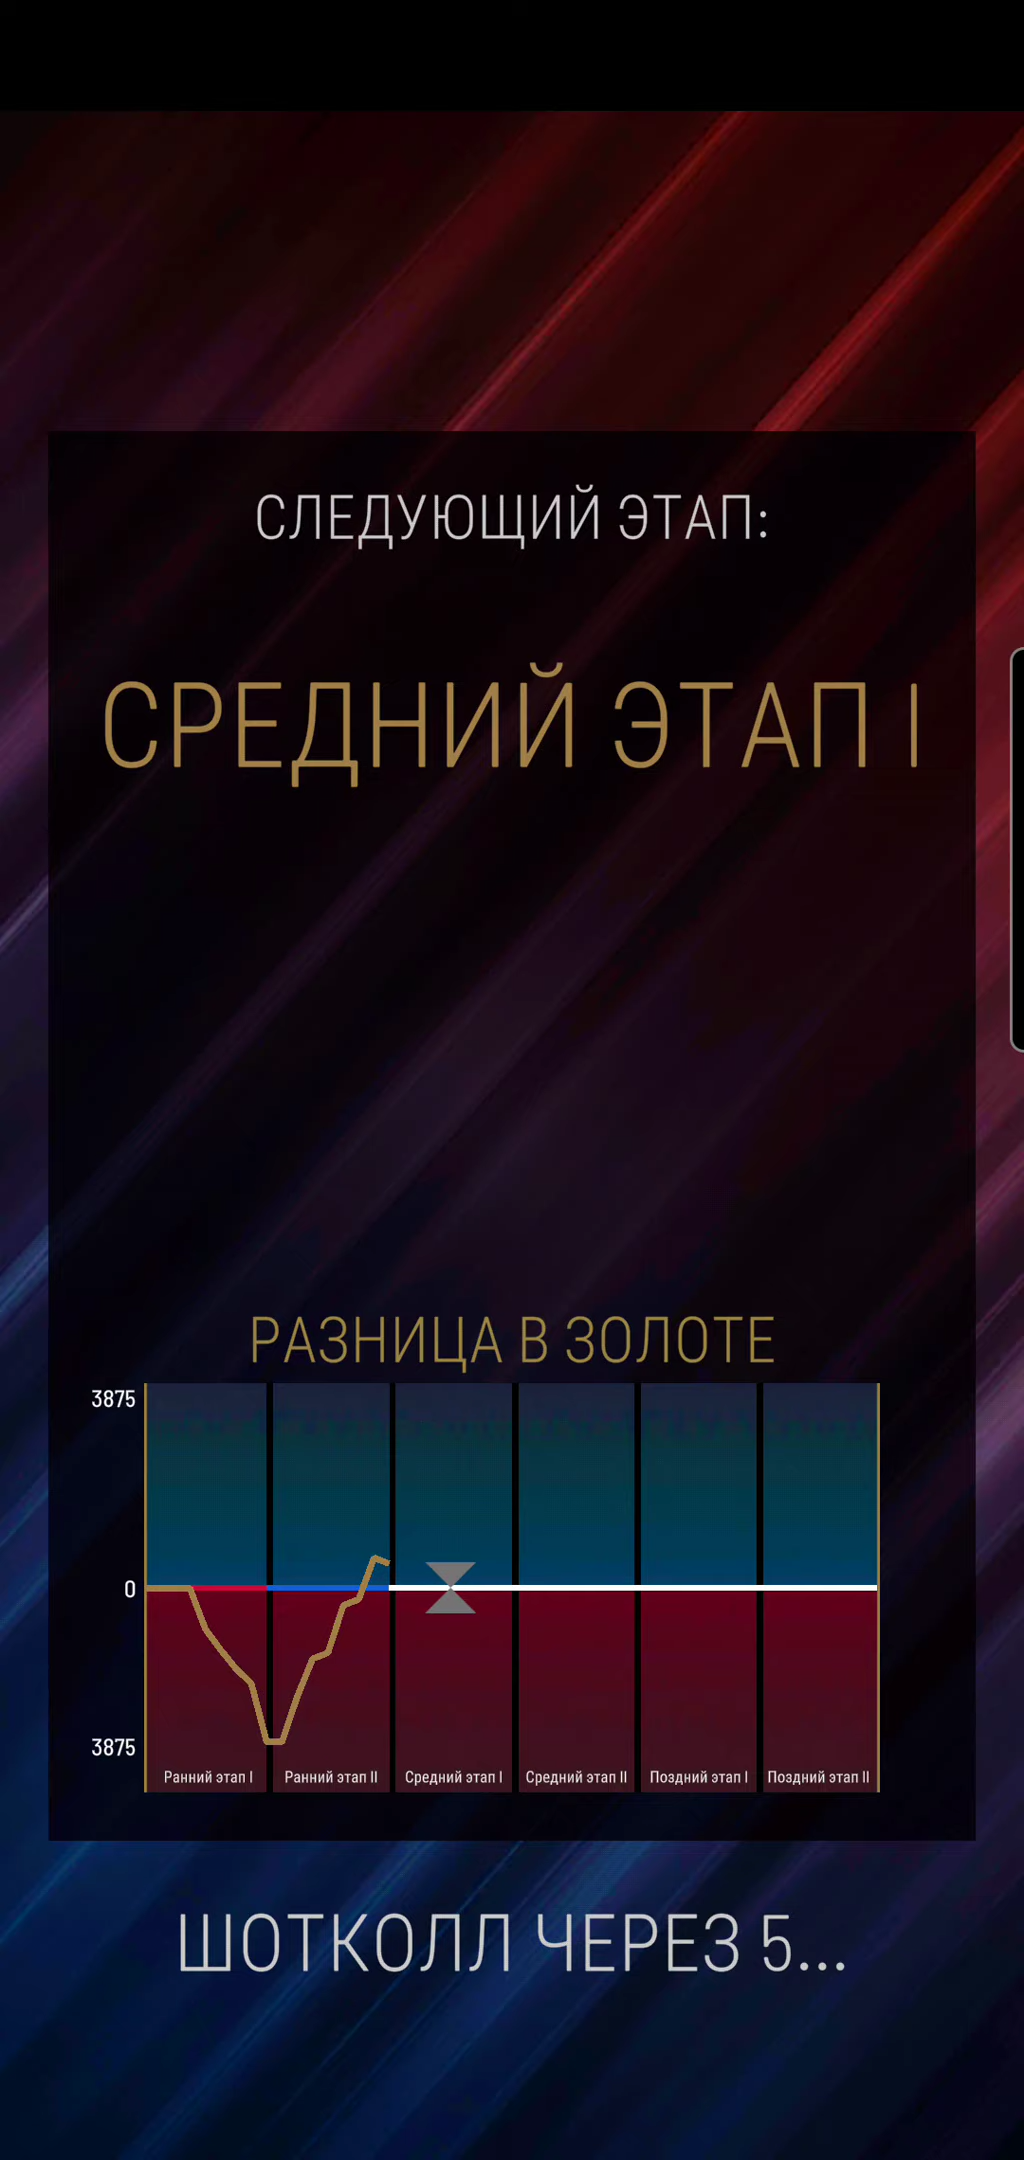 СЛЕДУЮЩИЙ ЭТАП:
СРЕДНИЙ ЭТАП I
РАЗНИЦА В ЗОЛОТЕ
3875
0
3875
Ранний этап I
Ранний этап II
Средний этап I
Средний этап II
Поздний этап I
Поздний этап II
ШОТКОЛЛ ЧЕРЕЗ 5...